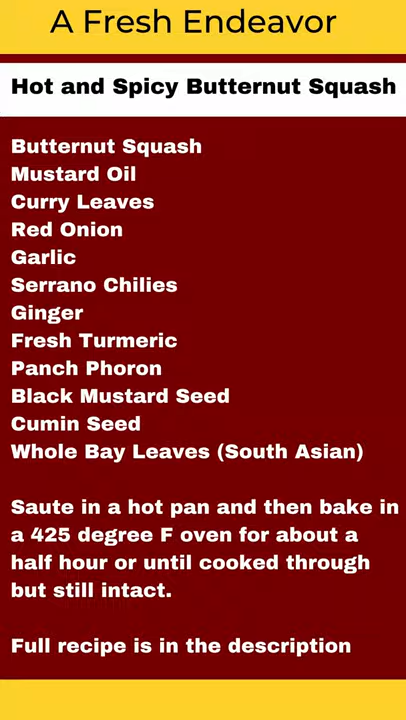 A Fresh Endeavor
Hot and Spicy Butternut Squash
Butternut Squash
Mustard Oil
Curry Leaves
Red Onion
Garlic
Serrano Chilies
Ginger
Fresh Turmeric
Panch Phoron
Black Mustard Seed
Cumin Seed
Whole Bay Leaves (South Asian)
Saute in a hot pan and then bake in
a 425 degree F oven for about a
half hour or until cooked through
but still intact.
Full recipe is in the description